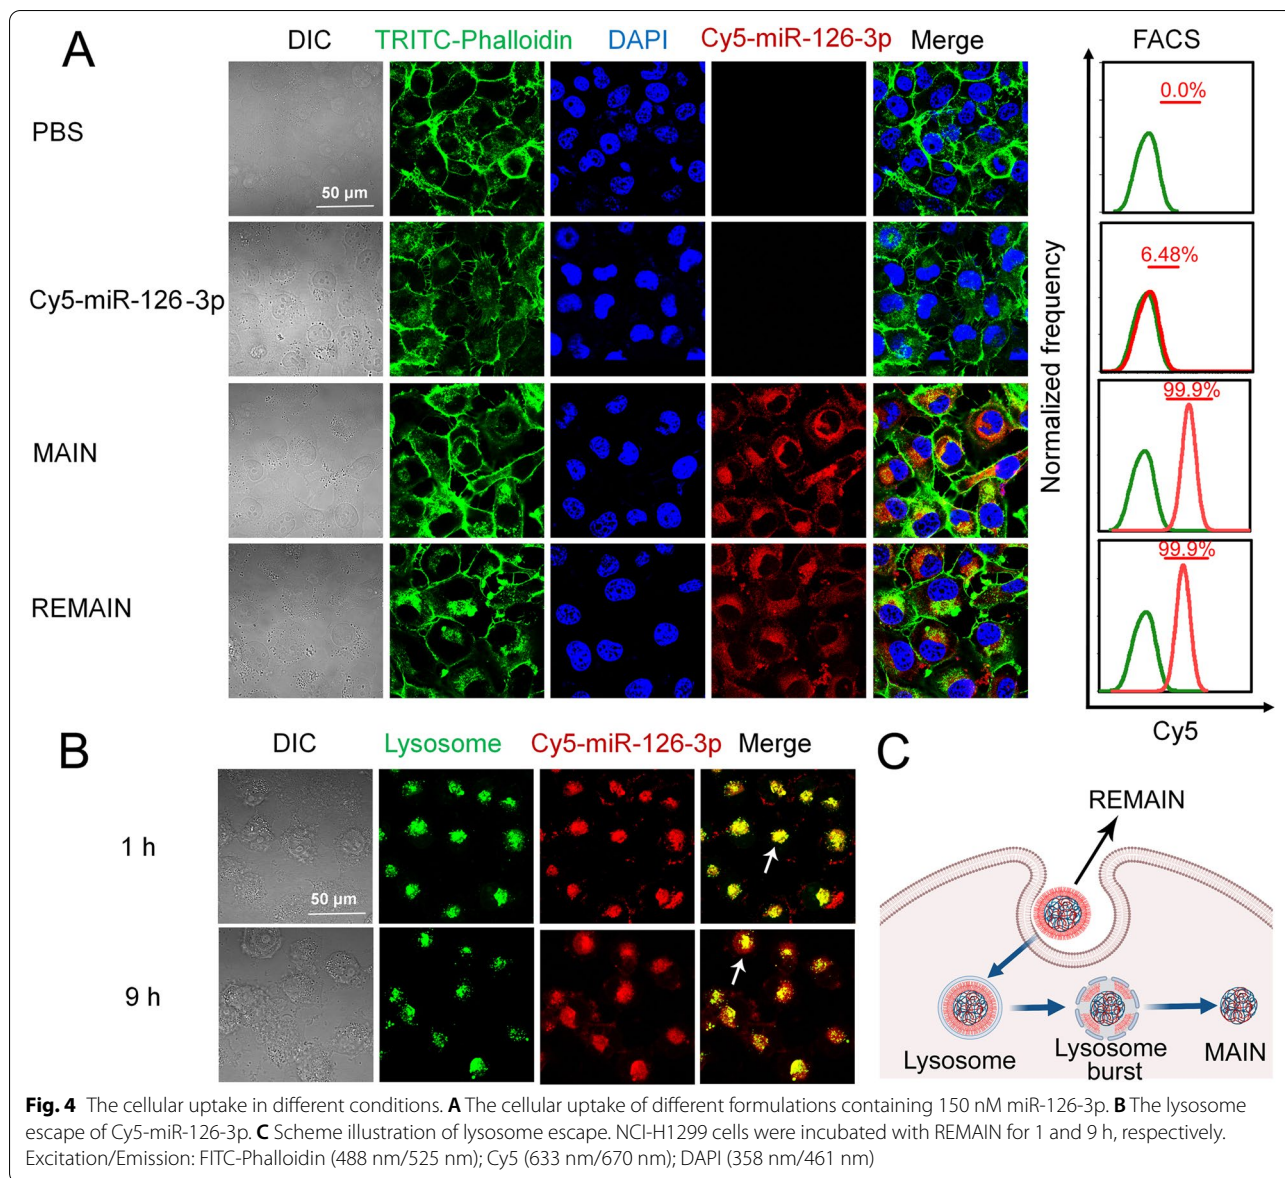 A
DIC TRITC-Phalloidin DAPI Cy5-miR-126-3p Merge FACS
PBS
50 µm
0.0%
Cy5-miR-126-3p
6.48%
MAIN
99.9%
REMAIN
99.9%
Normalized frequency
Cy5
B
DIC Lysosome Cy5-miR-126-3p Merge
1 h
50 µm
9 h
C
REMAIN
Lysosome
Lysosome
burst
MAIN
Fig. 4 The cellular uptake in different conditions. A The cellular uptake of different formulations containing 150 nM miR-126-3p. B The lysosome
escape of Cy5-miR-126-3p. C Scheme illustration of lysosome escape. NCI-H1299 cells were incubated with REMAIN for 1 and 9 h, respectively.
Excitation/Emission: FITC-Phalloidin (488 nm/525 nm); Cy5 (633 nm/670 nm); DAPI (358 nm/461 nm)